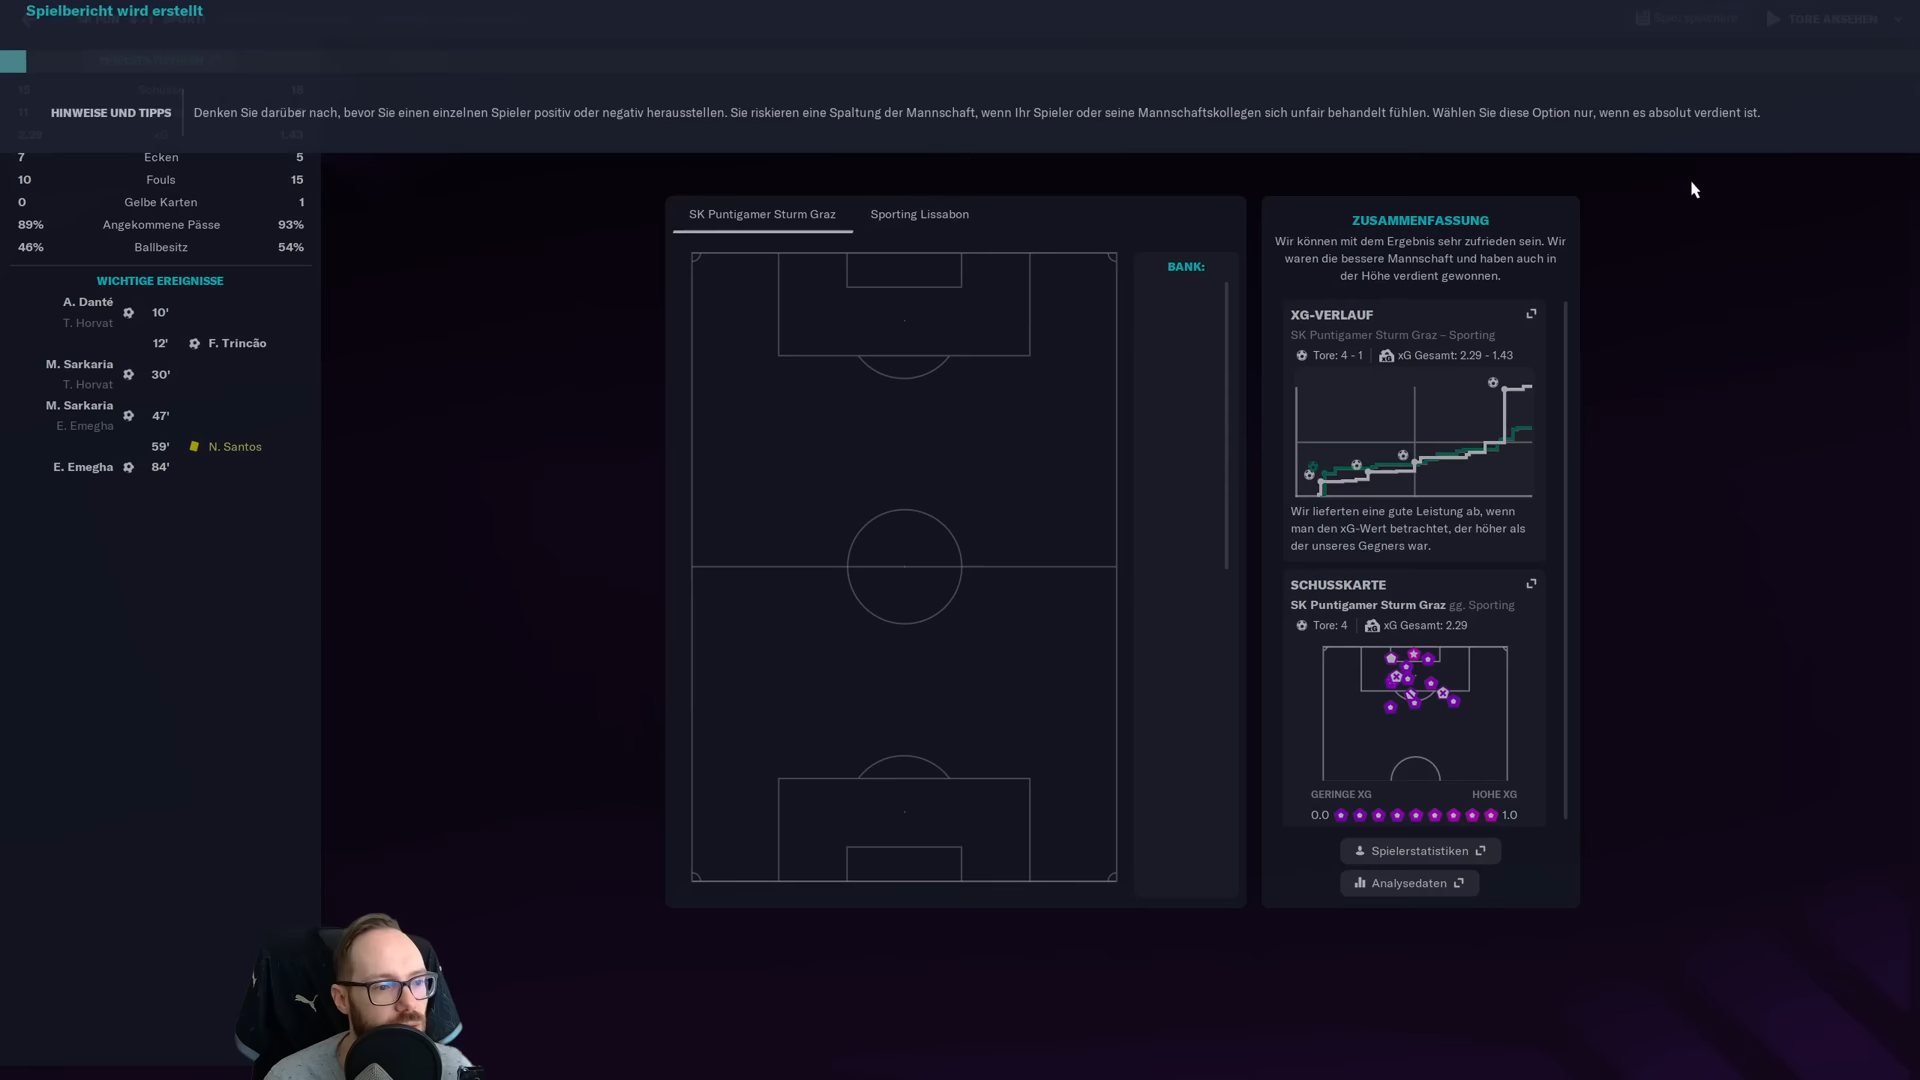 Spielbericht wird erstellt
TORE ANSEHEN
HINWEISE UND TIPPS
Denken Sie darüber nach, bevor Sie einen einzelnen Spieler positiv oder negativ herausstellen. Sie riskieren eine Spaltung der Mannschaft, wenn Ihr Spieler oder seine Mannschaftskollegen sich unfair behandelt fühlen. Wählen Sie diese Option nur, wenn es absolut verdient ist.
2.29 xG 1.43
7 Ecken 5
10 Fouls 15
0 Gelbe Karten 1
89% Angekommene Pässe 93%
46% Ballbesitz 54%
WICHTIGE EREIGNISSE
A. Danté 10'
T. Horvat
12' F. Trincão
M. Sarkaria 30'
T. Horvat
M. Sarkaria 47'
E. Emegha
59' N. Santos
E. Emegha 84'
SK Puntigamer Sturm Graz Sporting Lissabon
BANK:
ZUSAMMENFASSUNG
Wir können mit dem Ergebnis sehr zufrieden sein. Wir
waren die bessere Mannschaft und haben auch in
der Höhe verdient gewonnen.
XG-VERLAUF
SK Puntigamer Sturm Graz – Sporting
Tore: 4 - 1 xG Gesamt: 2.29 - 1.43
Wir lieferten eine gute Leistung ab, wenn
man den xG-Wert betrachtet, der höher als
der unseres Gegners war.
SCHUSSKARTE
SK Puntigamer Sturm Graz gg. Sporting
Tore: 4 xG Gesamt: 2.29
GERINGE XG HOHE XG
0.0 1.0
Spielerstatistiken
Analysedaten